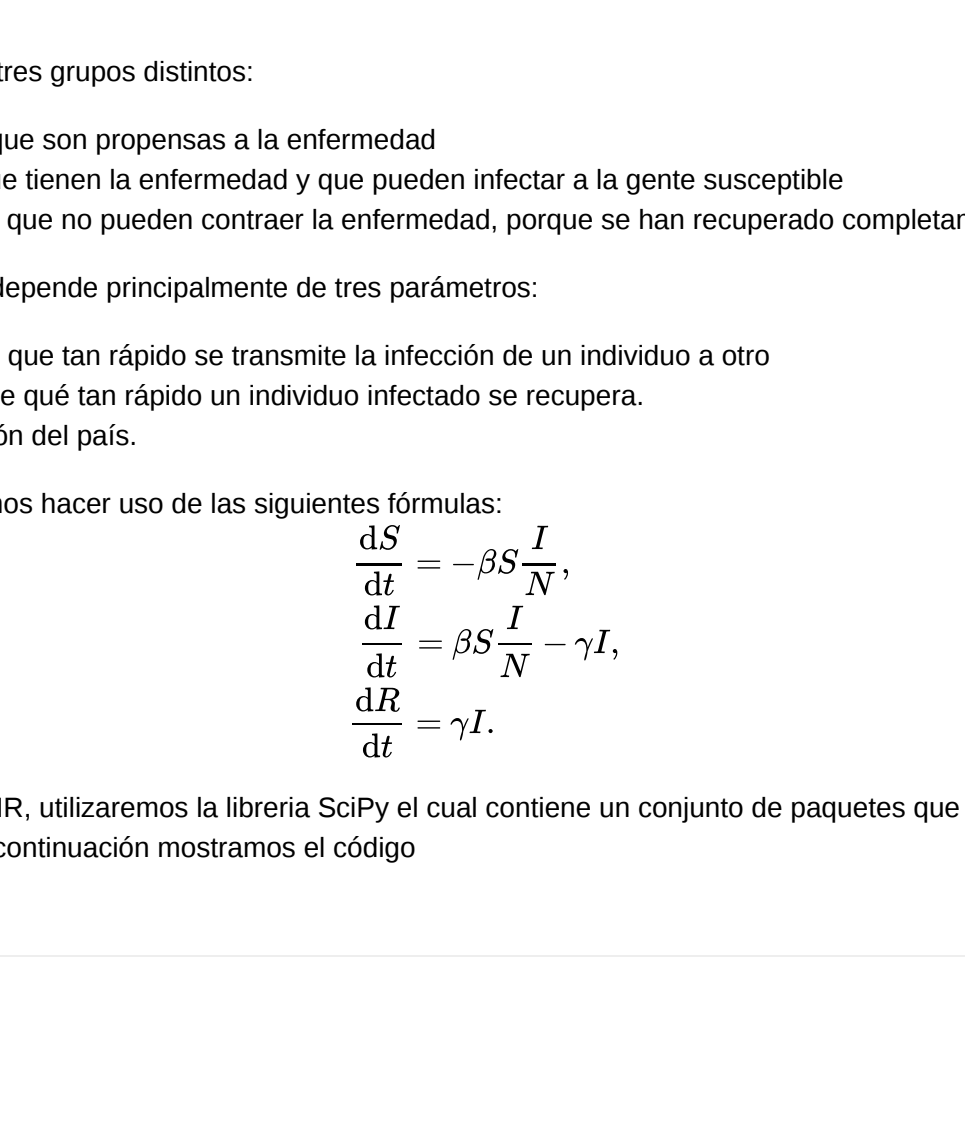 tres grupos distintos:
que son propensas a la enfermedad
tienen la enfermedad y que pueden infectar a la gente susceptible
que no pueden contraer la enfermedad, porque se han recuperado
depende principalmente de tres parámetros:
que tan rápido se transmite la infección de un individuo a otro
qué tan rápido un individuo infectado se recupera.
del país.
hacer uso de las siguientes fórmulas:
dS/dt = −βS I/N,
dI/dt = βS I/N − γI,
dR/dt = γI.
utilizaremos la libreria SciPy el cual contiene un conjunto de paquetes que
continuación mostramos el código